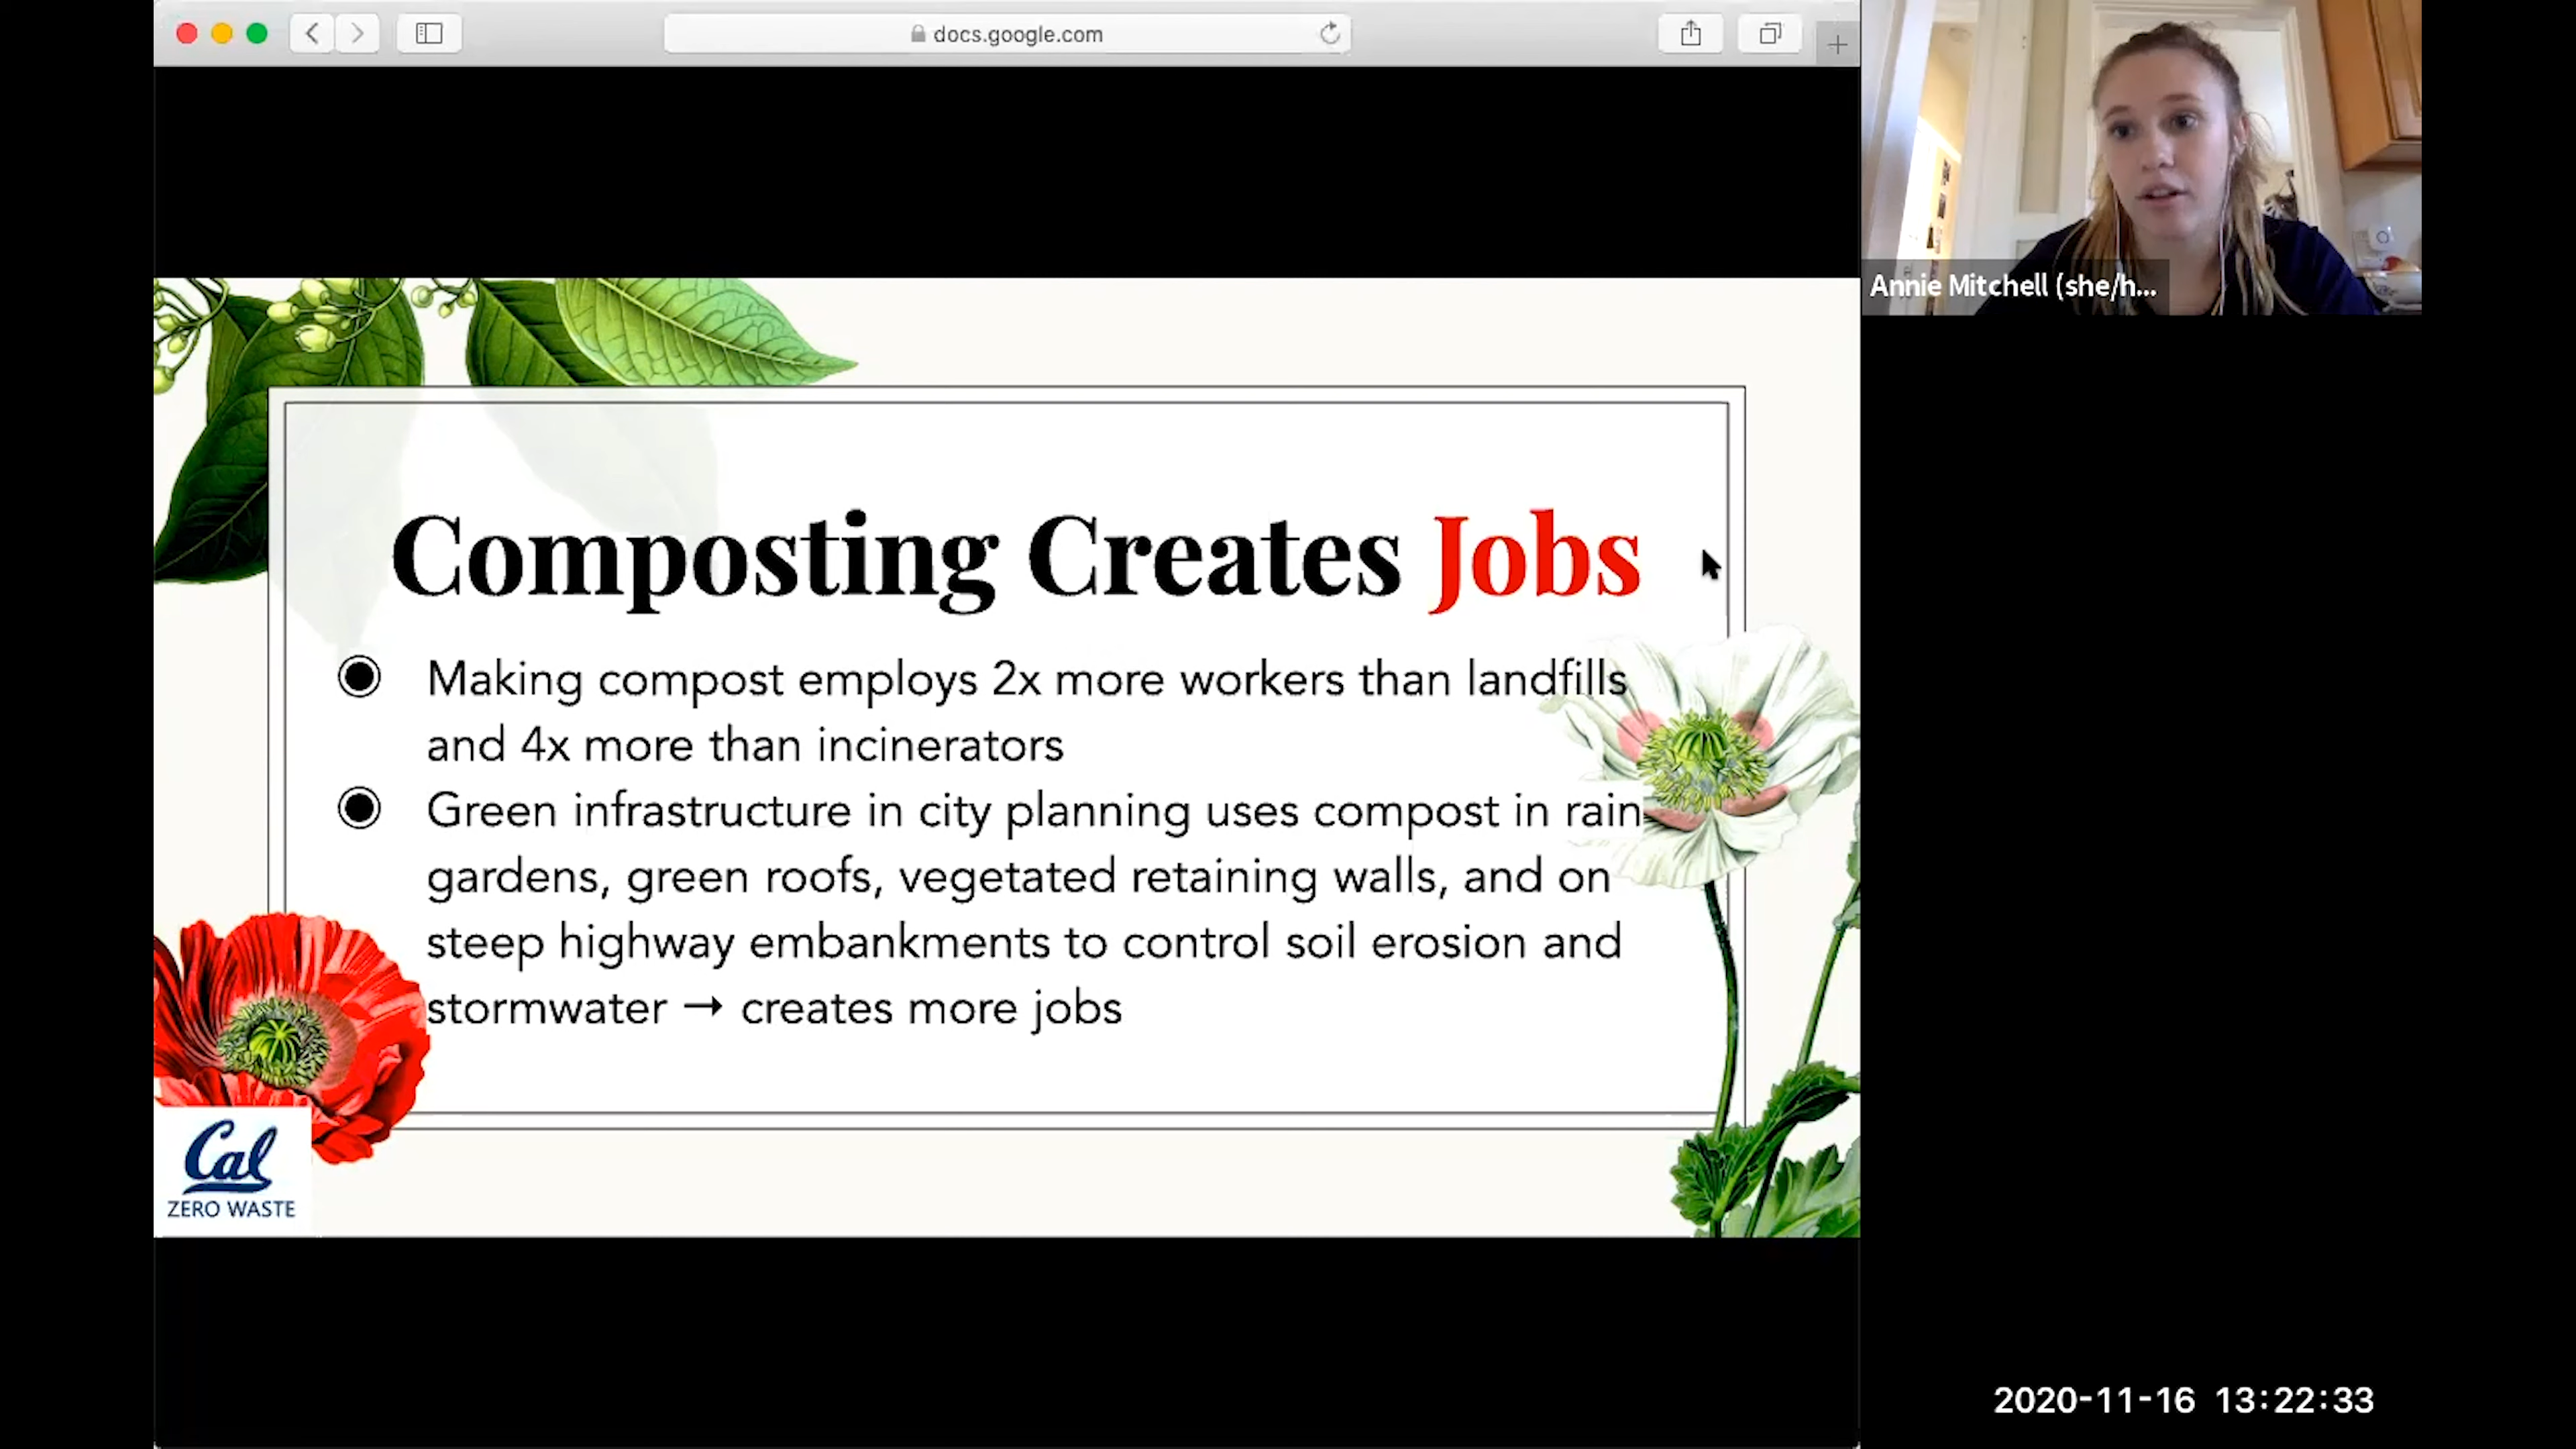 docs.google.com
Annie Mitchell (she/h...
Composting Creates Jobs
Making compost employs 2x more workers than landfills
and 4x more than incinerators
Green infrastructure in city planning uses compost in rain
gardens, green roofs, vegetated retaining walls, and on
steep highway embankments to control soil erosion and
stormwater → creates more jobs
Cal
ZERO WASTE
2020-11-16 13:22:33